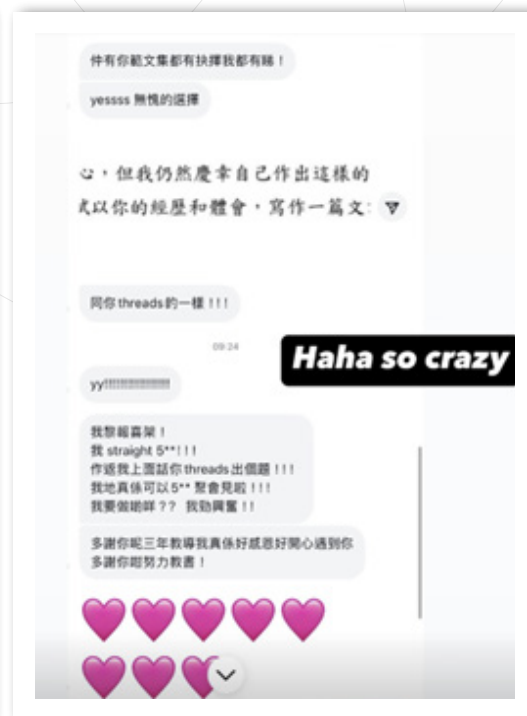 仲有你範文集都有抉擇我都有睇！
yessss 無愧的選擇
心，但我仍然慶幸自己作出這樣的
式以你的經歷和體會，寫作一篇文
同你threads的一樣！！！
09:24
Haha so crazy
yy!!!!!!!!!!!!!!!!!!!!
我黎報喜架！
我 straight 5**！！！
作返我上面話你threads出個題！！！
我地真係可以5** 聚會見啦！！！
我要做啲咩？？ 我勁興奮！！
多謝你呢三年教導我真係好感恩好開心遇到你
多謝你咁努力教書！